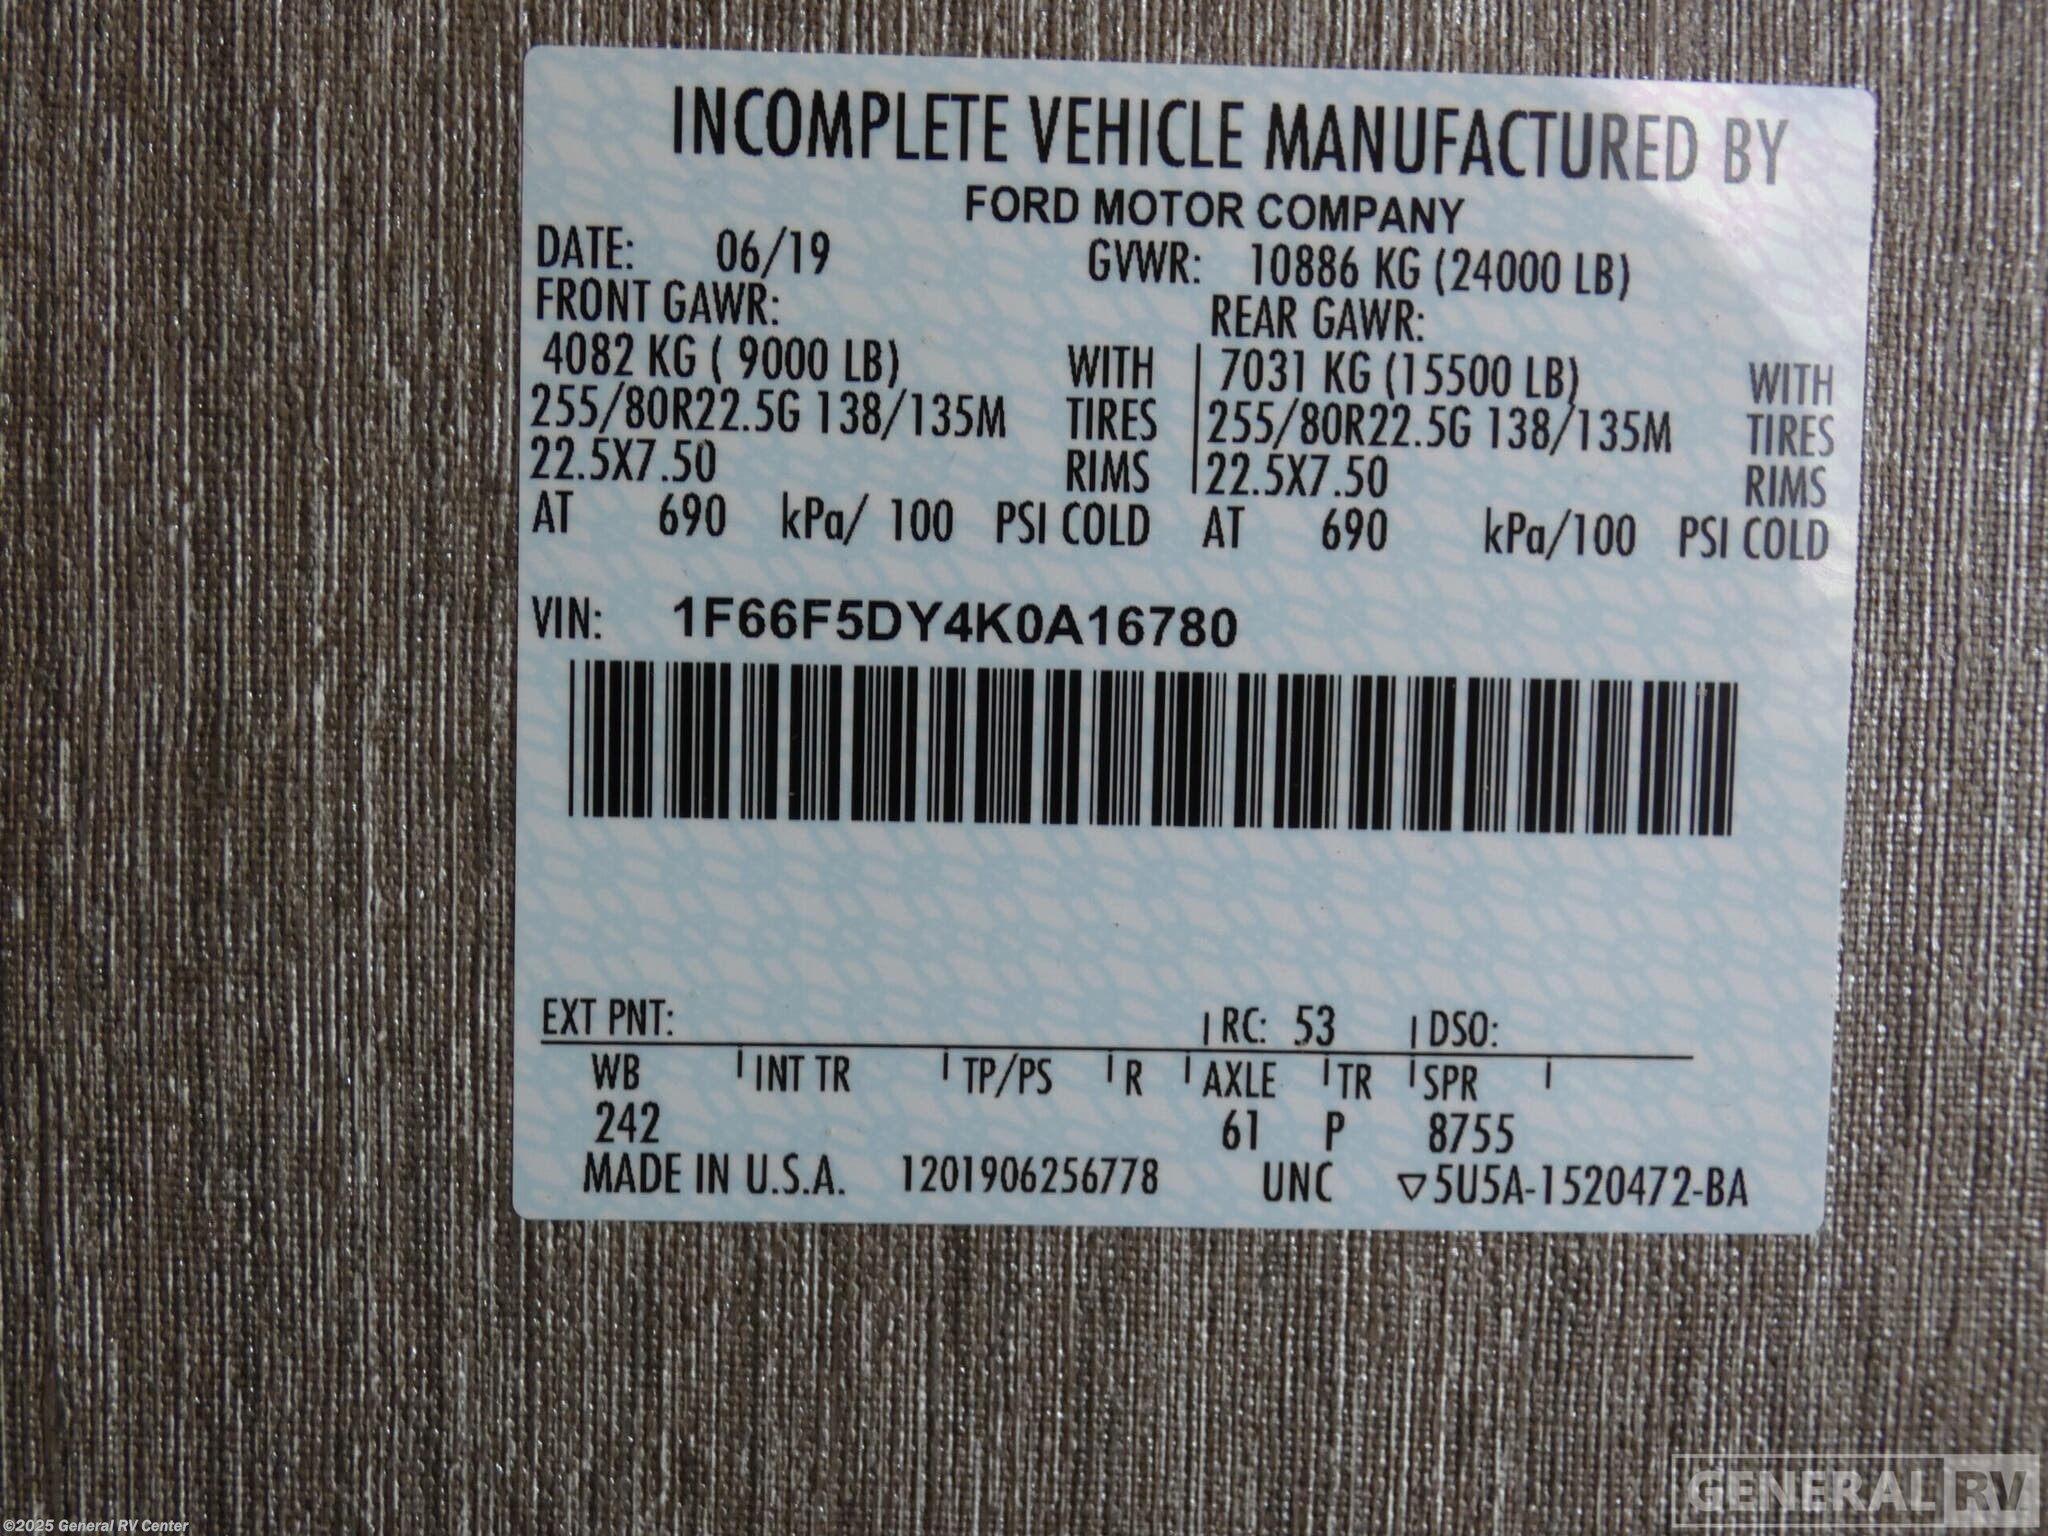 INCOMPLETE VEHICLE MANUFACTURED BY
FORD MOTOR COMPANY
DATE: 06/19 GVWR: 10886 KG (24000 LB)
FRONT GAWR: REAR GAWR:
4082 KG ( 9000 LB) WITH 7031 KG (15500 LB) WITH
255/80R22.5G 138/135M TIRES 255/80R22.5G 138/135M TIRES
22.5X7.50 RIMS 22.5X7.50 RIMS
AT 690 kPa/ 100 PSI COLD AT 690 kPa/100 PSI COLD
VIN: 1F66F5DY4K0A16780
EXT PNT: RC: 53 DSO:
WB INT TR TP/PS R AXLE TR SPR
242 61 P 8755
MADE IN U.S.A. 1201906256778 UNC ▽5U5A-1520472-BA
GENERAL RV
©2025 General RV Center